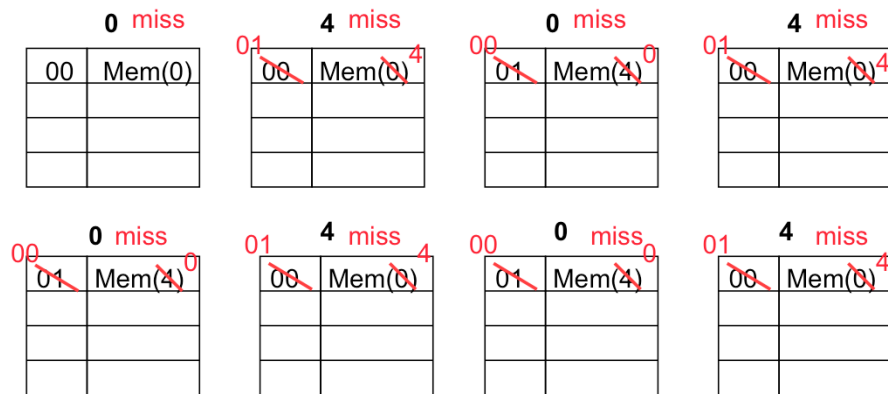 0 miss 4 miss 0 miss 4 miss
01 4 00 0 01 4
00 Mem(0) 00 Mem(0) 01 Mem(4) 00 Mem(0)
0 miss 4 miss 0 miss 4 miss
00 0 01 4 00 0 01 4
01 Mem(4) 00 Mem(0) 01 Mem(4) 00 Mem(0)